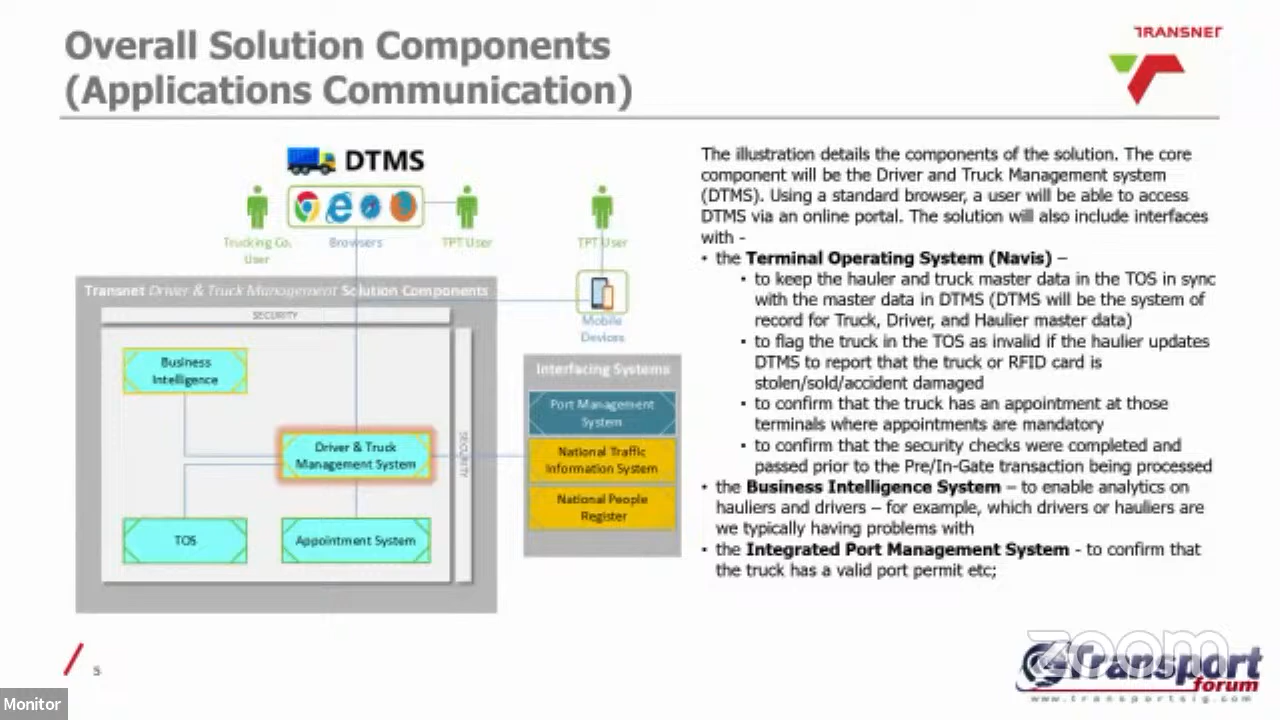 Overall Solution Components
(Applications Communication)
TRANSNET
DTMS
Trucking Co.
User
Browsers
TPT User
TPT User
Mobile
Devices
Transnet Driver & Truck Management Solution Components
SECURITY
Business
Intelligence
Driver & Truck
Management System
SECURITY
TOS
Appointment System
Interfacing Systems
Port Management
System
National Traffic
Information System
National People
Register
The illustration details the components of the solution. The core
component will be the Driver and Truck Management system
(DTMS). Using a standard browser, a user will be able to access
DTMS via an online portal. The solution will also include interfaces
with -
• the Terminal Operating System (Navis) –
• to keep the hauler and truck master data in the TOS in sync
with the master data in DTMS (DTMS will be the system of
record for Truck, Driver, and Haulier master data)
• to flag the truck in the TOS as invalid if the haulier updates
DTMS to report that the truck or RFID card is
stolen/sold/accident damaged
• to confirm that the truck has an appointment at those
terminals where appointments are mandatory
• to confirm that the security checks were completed and
passed prior to the Pre/In-Gate transaction being processed
• the Business Intelligence System – to enable analytics on
hauliers and drivers – for example, which drivers or hauliers are
we typically having problems with
• the Integrated Port Management System - to confirm that
the truck has a valid port permit etc;
5
zoom
Transport
forum
www.transportsig.com
Monitor